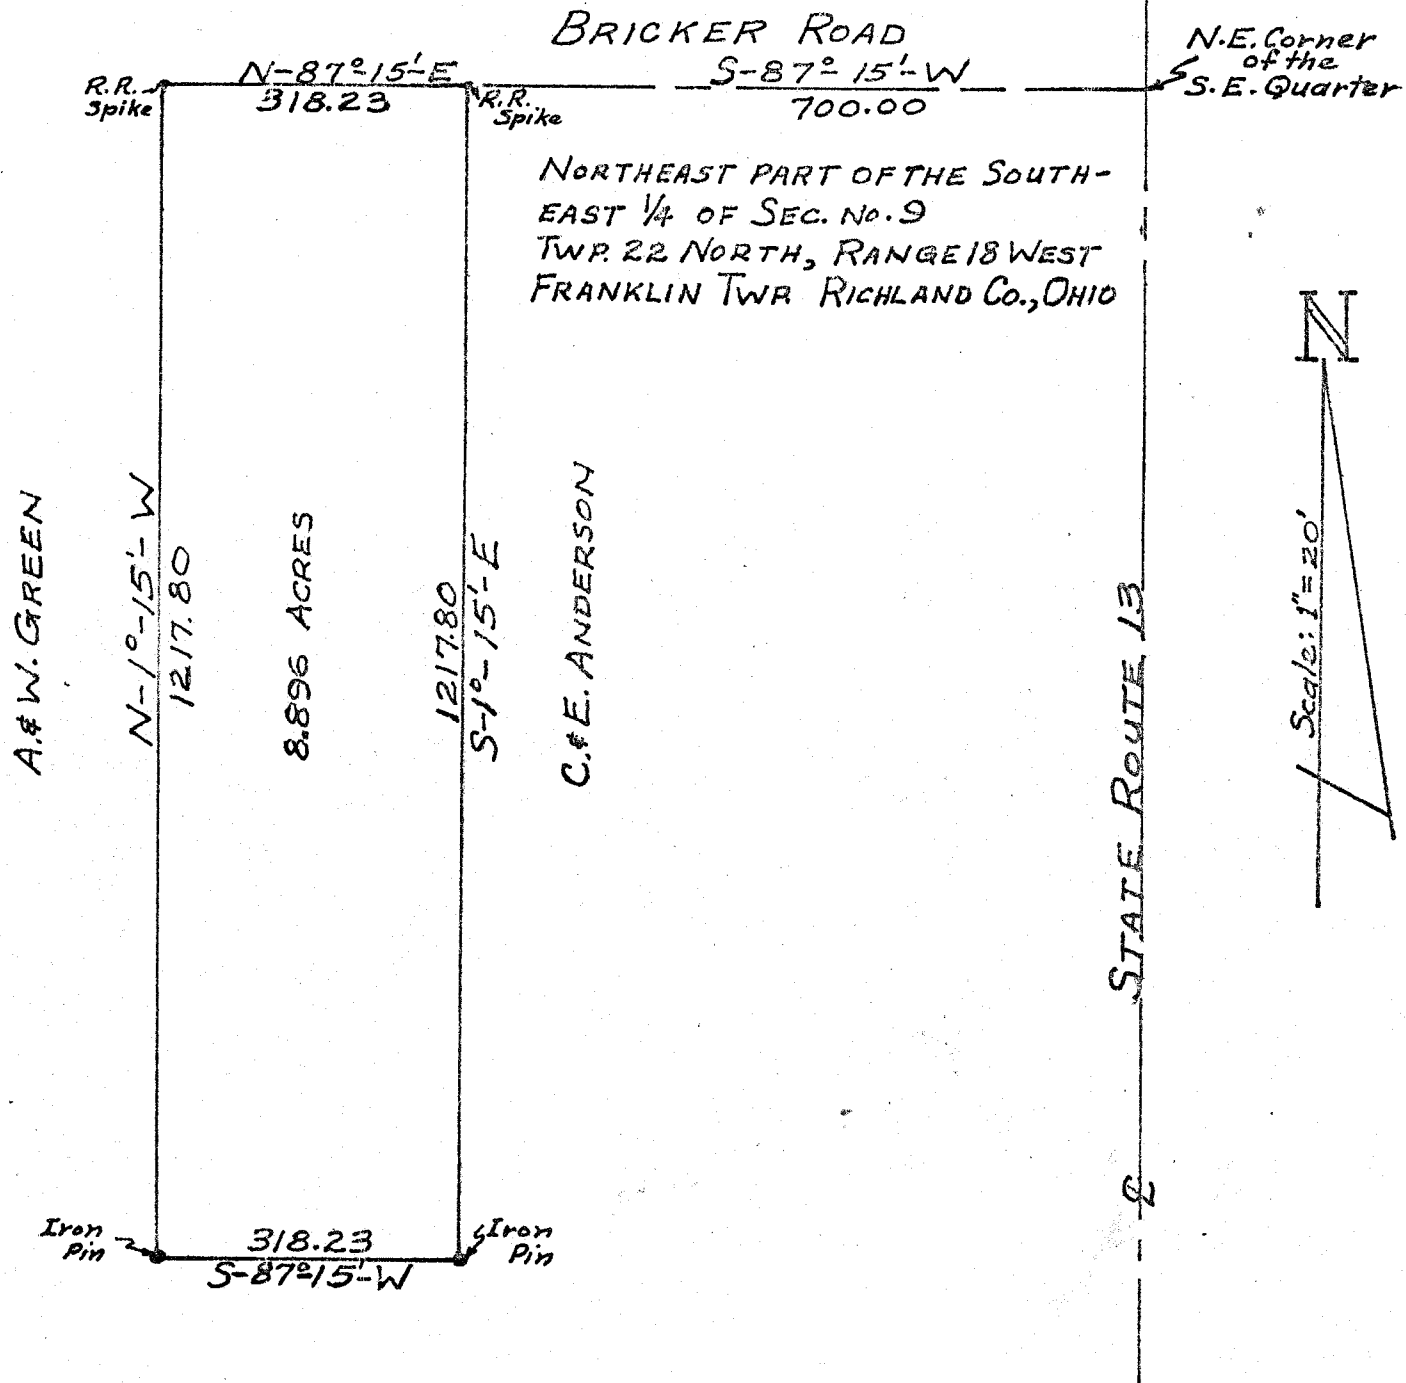 BRICKER ROAD
N.E. Corner
of the
S.E. Quarter
R.R.
Spike
N-87°-15'-E
318.23
R.R.
Spike
S-87°-15'-W
700.00
NORTHEAST PART OF THE SOUTH-
EAST 1/4 OF SEC. NO. 9
TWP. 22 NORTH, RANGE 18 WEST
FRANKLIN TWP. RICHLAND CO., OHIO
N
A. & W. GREEN
N-1°-15'-W
1217.80
8.896 ACRES
1217.80
S-1°-15'-E
C. & E. ANDERSON
STATE ROUTE 13
Scale: 1"=20'
℄
Iron
Pin
318.23
S-87°-15'-W
Iron
Pin